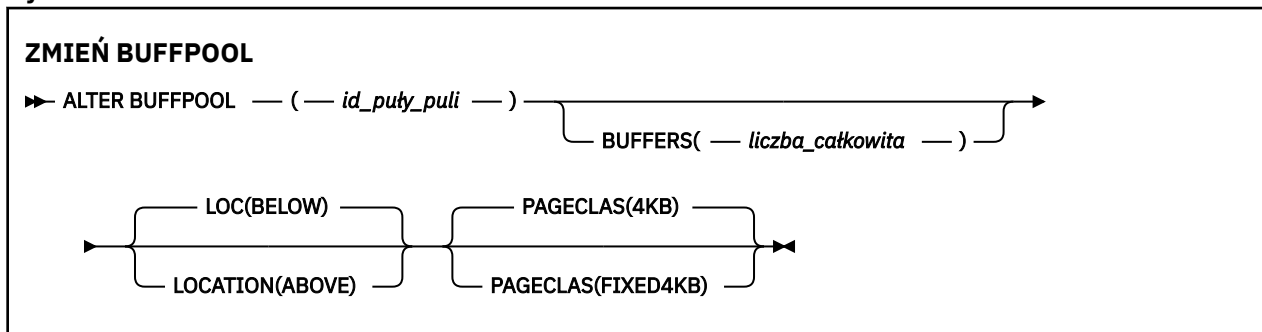 ZMIEŃ BUFFPOOL
ALTER BUFFPOOL ( id_puły_puli )
BUFFERS( liczba_całkowita )
LOC(BELOW) PAGECLAS(4KB)
LOCATION(ABOVE) PAGECLAS(FIXED4KB)